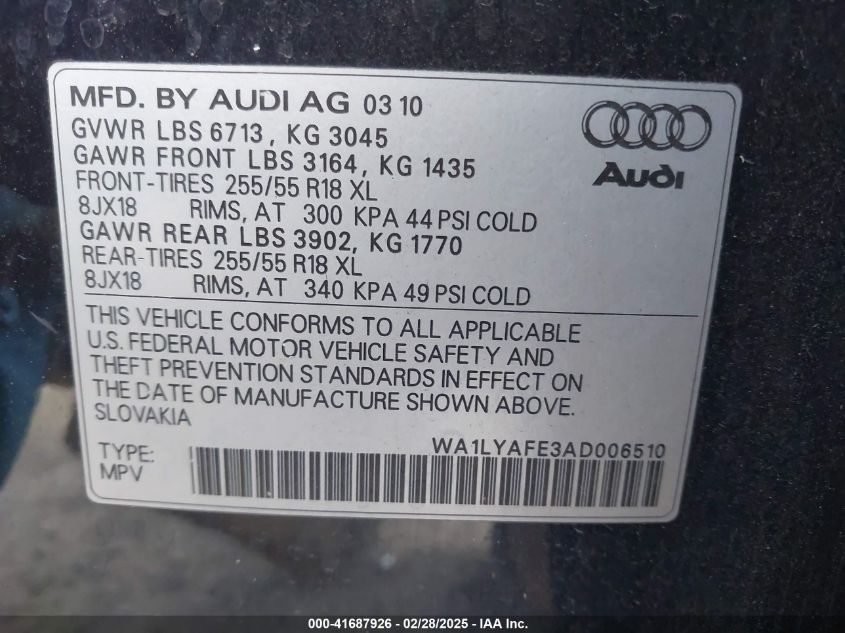 MFD. BY AUDI AG 03 10
GVWR LBS 6713, KG 3045
GAWR FRONT LBS 3164, KG 1435
FRONT-TIRES 255/55 R18 XL
8JX18 RIMS, AT 300 KPA 44 PSI COLD
GAWR REAR LBS 3902, KG 1770
REAR-TIRES 255/55 R18 XL
8JX18 RIMS, AT 340 KPA 49 PSI COLD
Audi
THIS VEHICLE CONFORMS TO ALL APPLICABLE
U.S. FEDERAL MOTOR VEHICLE SAFETY AND
THEFT PREVENTION STANDARDS IN EFFECT ON
THE DATE OF MANUFACTURE SHOWN ABOVE.
SLOVAKIA
WA1LYAFE3AD006510
TYPE:
MPV
000-41687926 - 02/28/2025 - IAAI Inc.